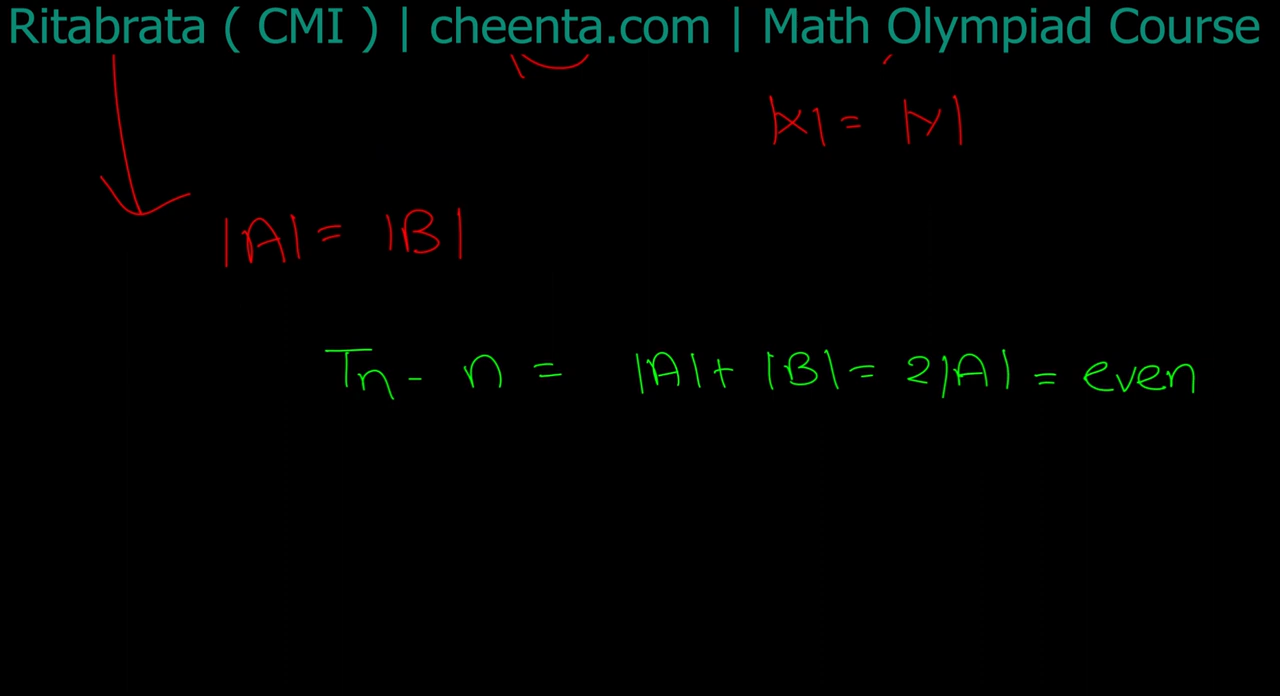 Ritabrata ( CMI ) | cheenta.com | Math Olympiad Course
|X| = |Y|
|A| = |B|
Tn - n = |A| + |B| = 2|A| = even